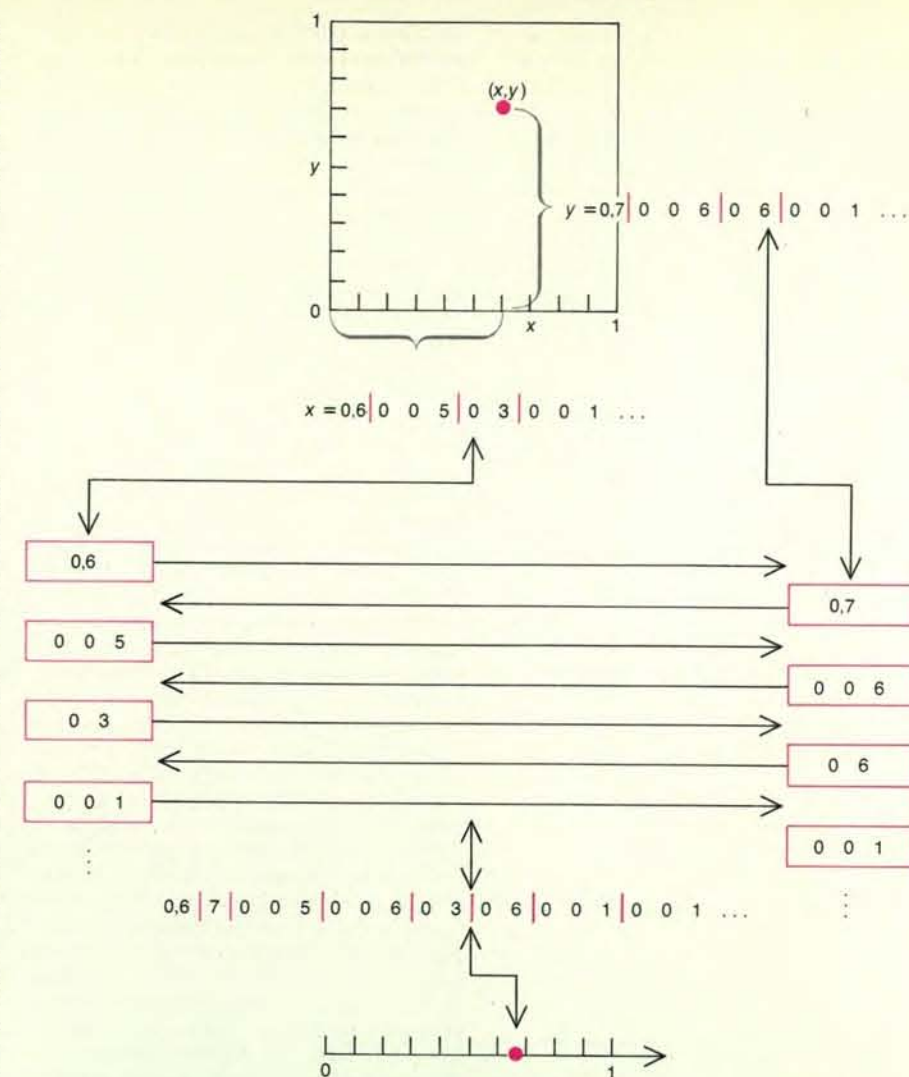 1
(x,y)
y
y = 0,7 | 0 0 6 | 0 6 | 0 0 1 ...
0
x
1
x = 0,6 | 0 0 5 | 0 3 | 0 0 1 ...
0,6
0,7
0 0 5
0 0 6
0 3
0 6
0 0 1
0 0 1
0,6 | 7 | 0 0 5 | 0 0 6 | 0 3 | 0 6 | 0 0 1 | 0 0 1 ...
0
1